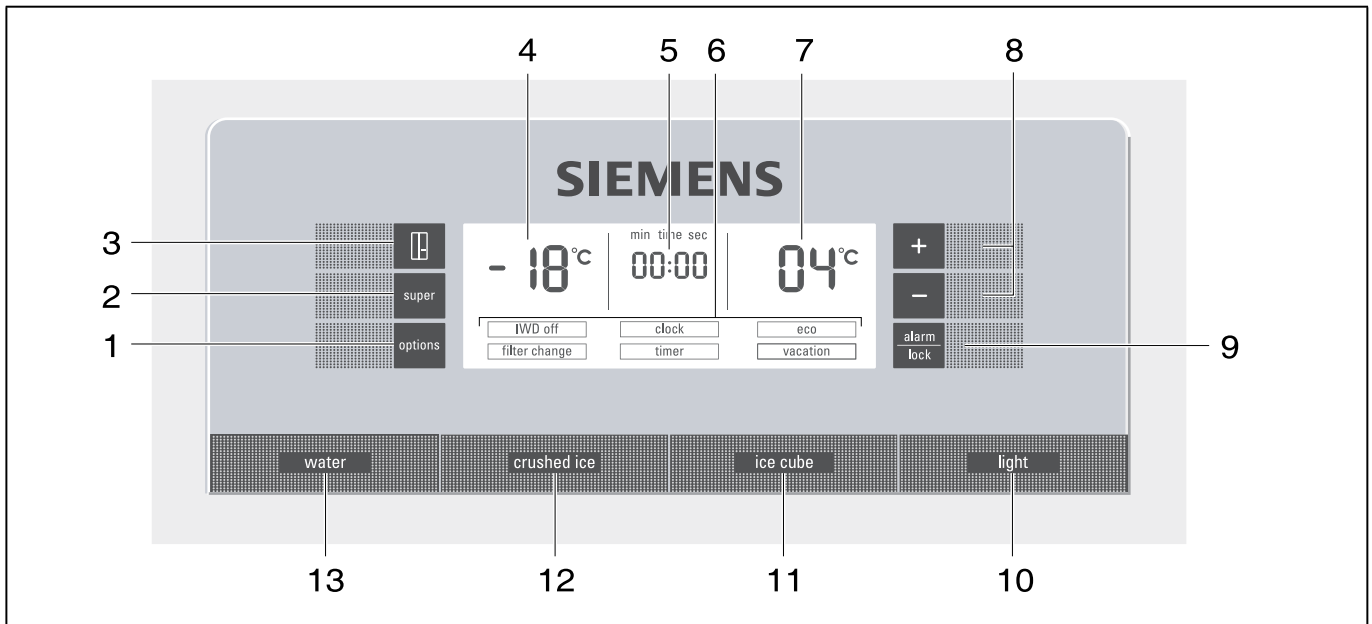 4 5 6 7 8
SIEMENS
min time sec
3 -18°C 00:00 04°C +
2 super −
IWD off clock eco
1 options filter change timer vacation alarm lock 9
water crushed ice ice cube light
13 12 11 10